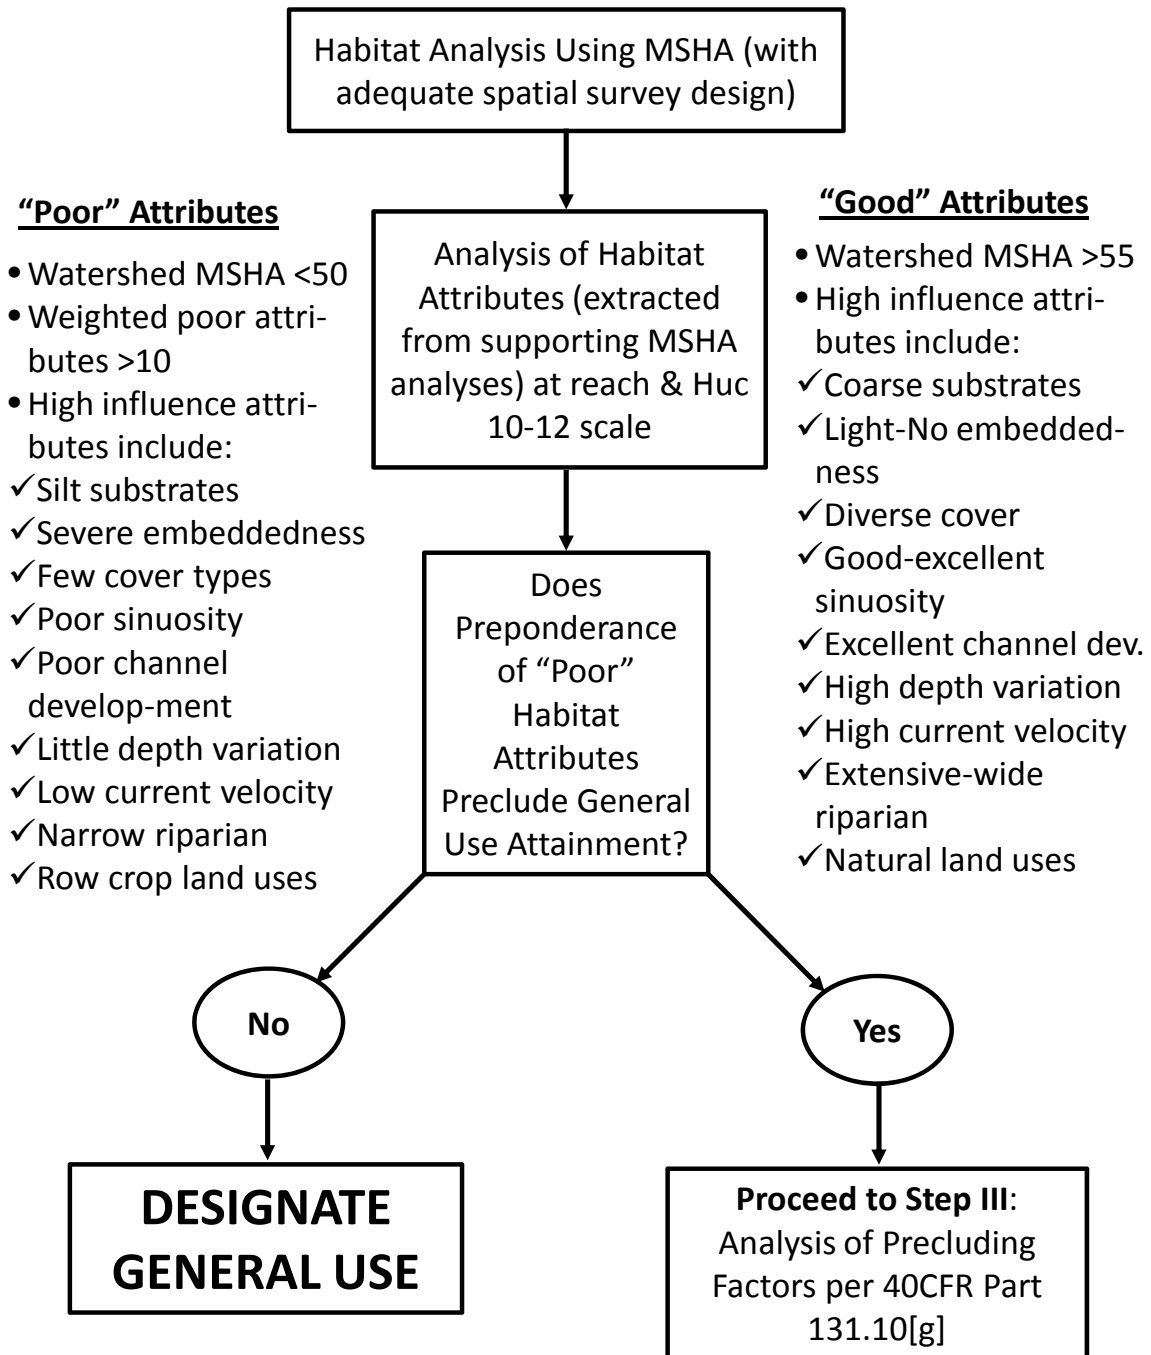 Habitat Analysis Using MSHA (with
adequate spatial survey design)
“Poor” Attributes
• Watershed MSHA <50
• Weighted poor attri-
butes >10
• High influence attri-
butes include:
✓Silt substrates
✓Severe embeddedness
✓Few cover types
✓Poor sinuosity
✓Poor channel
develop-ment
✓Little depth variation
✓Low current velocity
✓Narrow riparian
✓Row crop land uses
Analysis of Habitat
Attributes (extracted
from supporting MSHA
analyses) at reach & Huc
10-12 scale
“Good” Attributes
• Watershed MSHA >55
• High influence attri-
butes include:
✓Coarse substrates
✓Light-No embedded-
ness
✓Diverse cover
✓Good-excellent
sinuosity
✓Excellent channel dev.
✓High depth variation
✓High current velocity
✓Extensive-wide
riparian
✓Natural land uses
Does
Preponderance
of “Poor”
Habitat
Attributes
Preclude General
Use Attainment?
No
Yes
DESIGNATE
GENERAL USE
Proceed to Step III:
Analysis of Precluding
Factors per 40CFR Part
131.10[g]